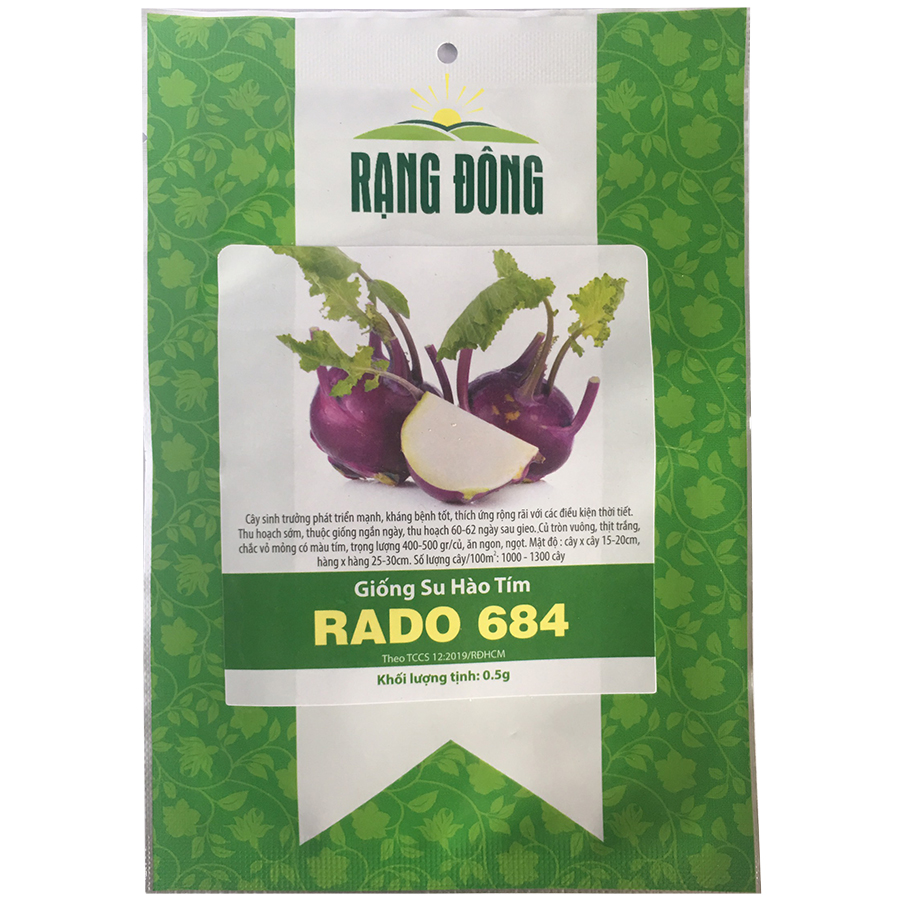 RẠNG ĐÔNG
Cây sinh trưởng phát triển mạnh, kháng bệnh tốt, thích ứng rộng rãi với các điều kiện thời tiết.
Thu hoạch sớm, thuộc giống ngắn ngày, thu hoạch 60-62 ngày sau gieo. Củ tròn vuông, thịt trắng,
chắc vỏ mỏng có màu tím, trọng lượng 400-500 gr/củ, ăn ngon, ngọt. Mật độ : cây x cây 15-20cm,
hàng x hàng 25-30cm. Số lượng cây/100m²: 1000 - 1300 cây
Giống Su Hào Tím
RADO 684
Theo TCCS 12:2019/RĐHCM
Khối lượng tịnh: 0.5g